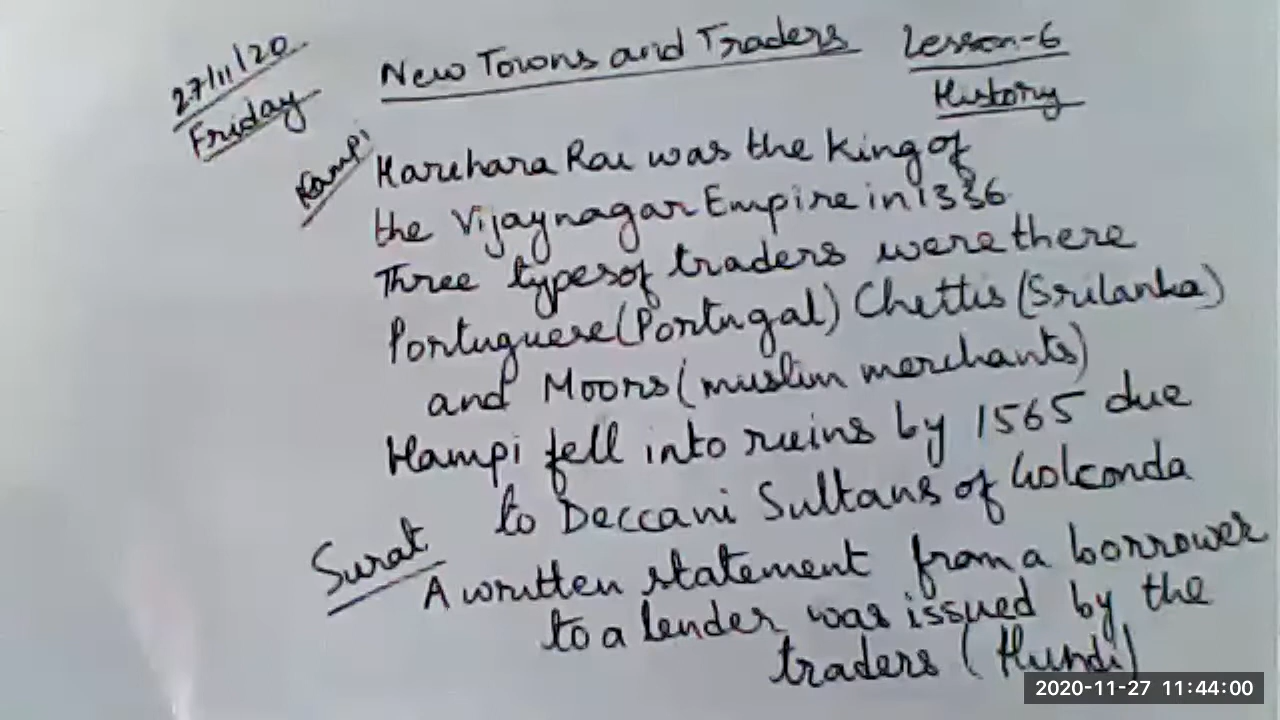 27/11/20
Friday
New Towns and Traders
Lesson-6
History
Hampi
Harihara Rai was the king of
the Vijaynagar Empire in 1336
Three types of traders were there
Portuguese (Portugal) Chettis (Srilanka)
and Moors (muslim merchants)
Hampi fell into ruins by 1565 due
to Deccani Sultans of Golconda
Surat
A written statement from a borrower
to a lender was issued by the
traders (Hundi)
2020-11-27 11:44:00